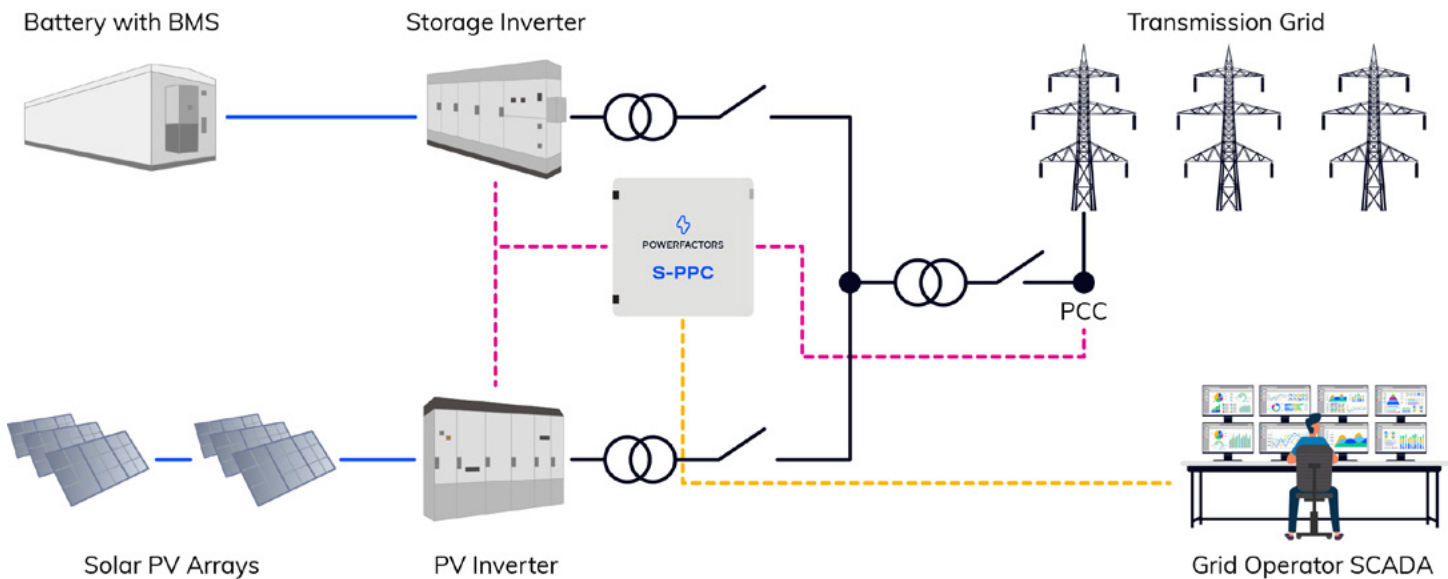 Battery with BMS
Storage Inverter
Transmission Grid
POWERFACTORS
S-PPC
PCC
Solar PV Arrays
PV Inverter
Grid Operator SCADA